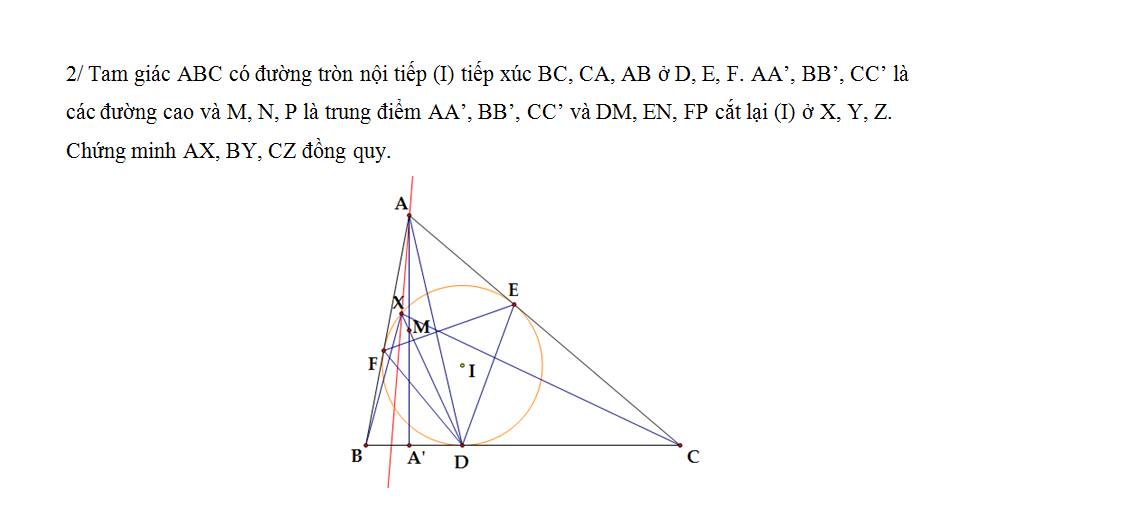 2/ Tam giác ABC có đường tròn nội tiếp (I) tiếp xúc BC, CA, AB ở D, E, F. AA’, BB’, CC’ là
các đường cao và M, N, P là trung điểm AA’, BB’, CC’ và DM, EN, FP cắt lại (I) ở X, Y, Z.
Chứng minh AX, BY, CZ đồng quy.
A
E
X
M
F
I
B
A'
D
C